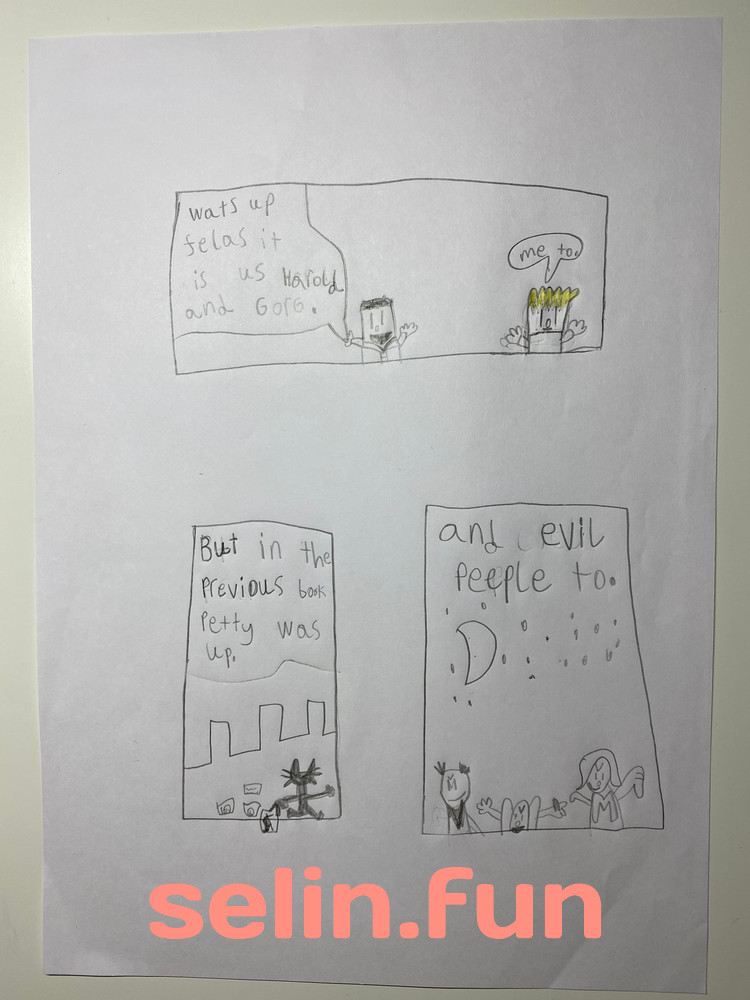 wats up
felas it
is us Harold
and Gorg.
me to.
But in the
Previous book
Petty was
up.
and evil
PeePle to.
M
selin.fun